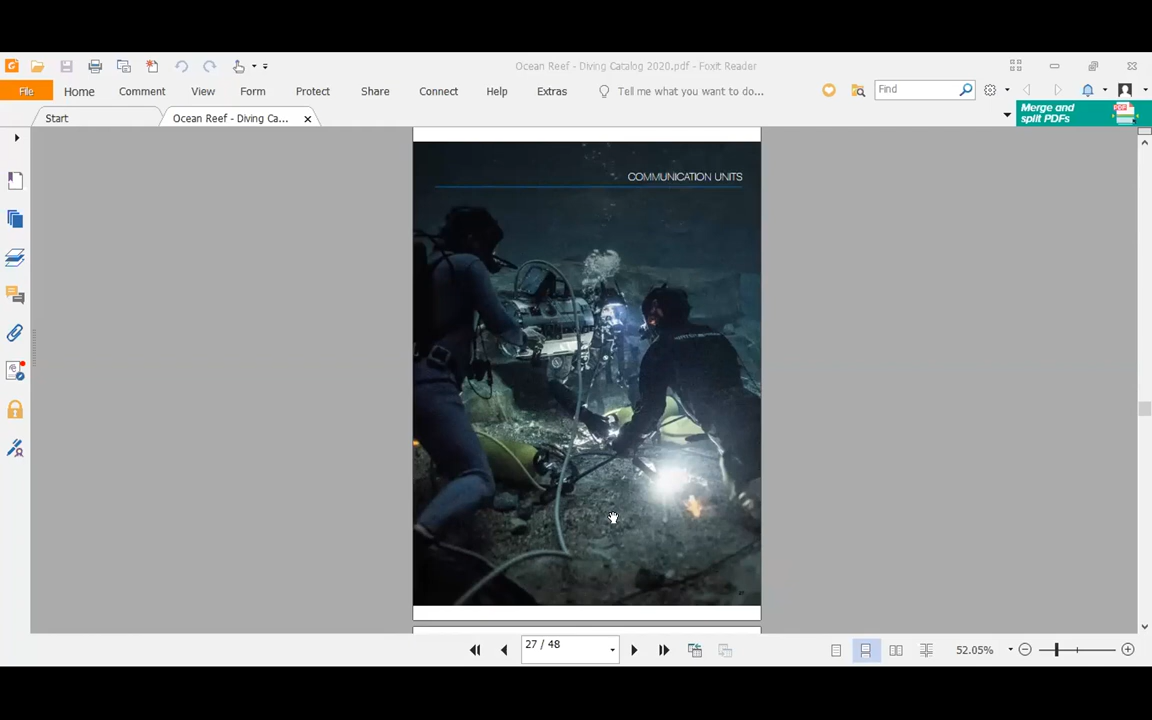 Ocean Reef - Diving Catalog 2020.pdf - Foxit Reader
File Home Comment View Form Protect Share Connect Help Extras Tell me what you want to do... Find
Start Ocean Reef - Diving Ca... Merge and
split PDFs
COMMUNICATION UNITS
27 / 48 52.05%